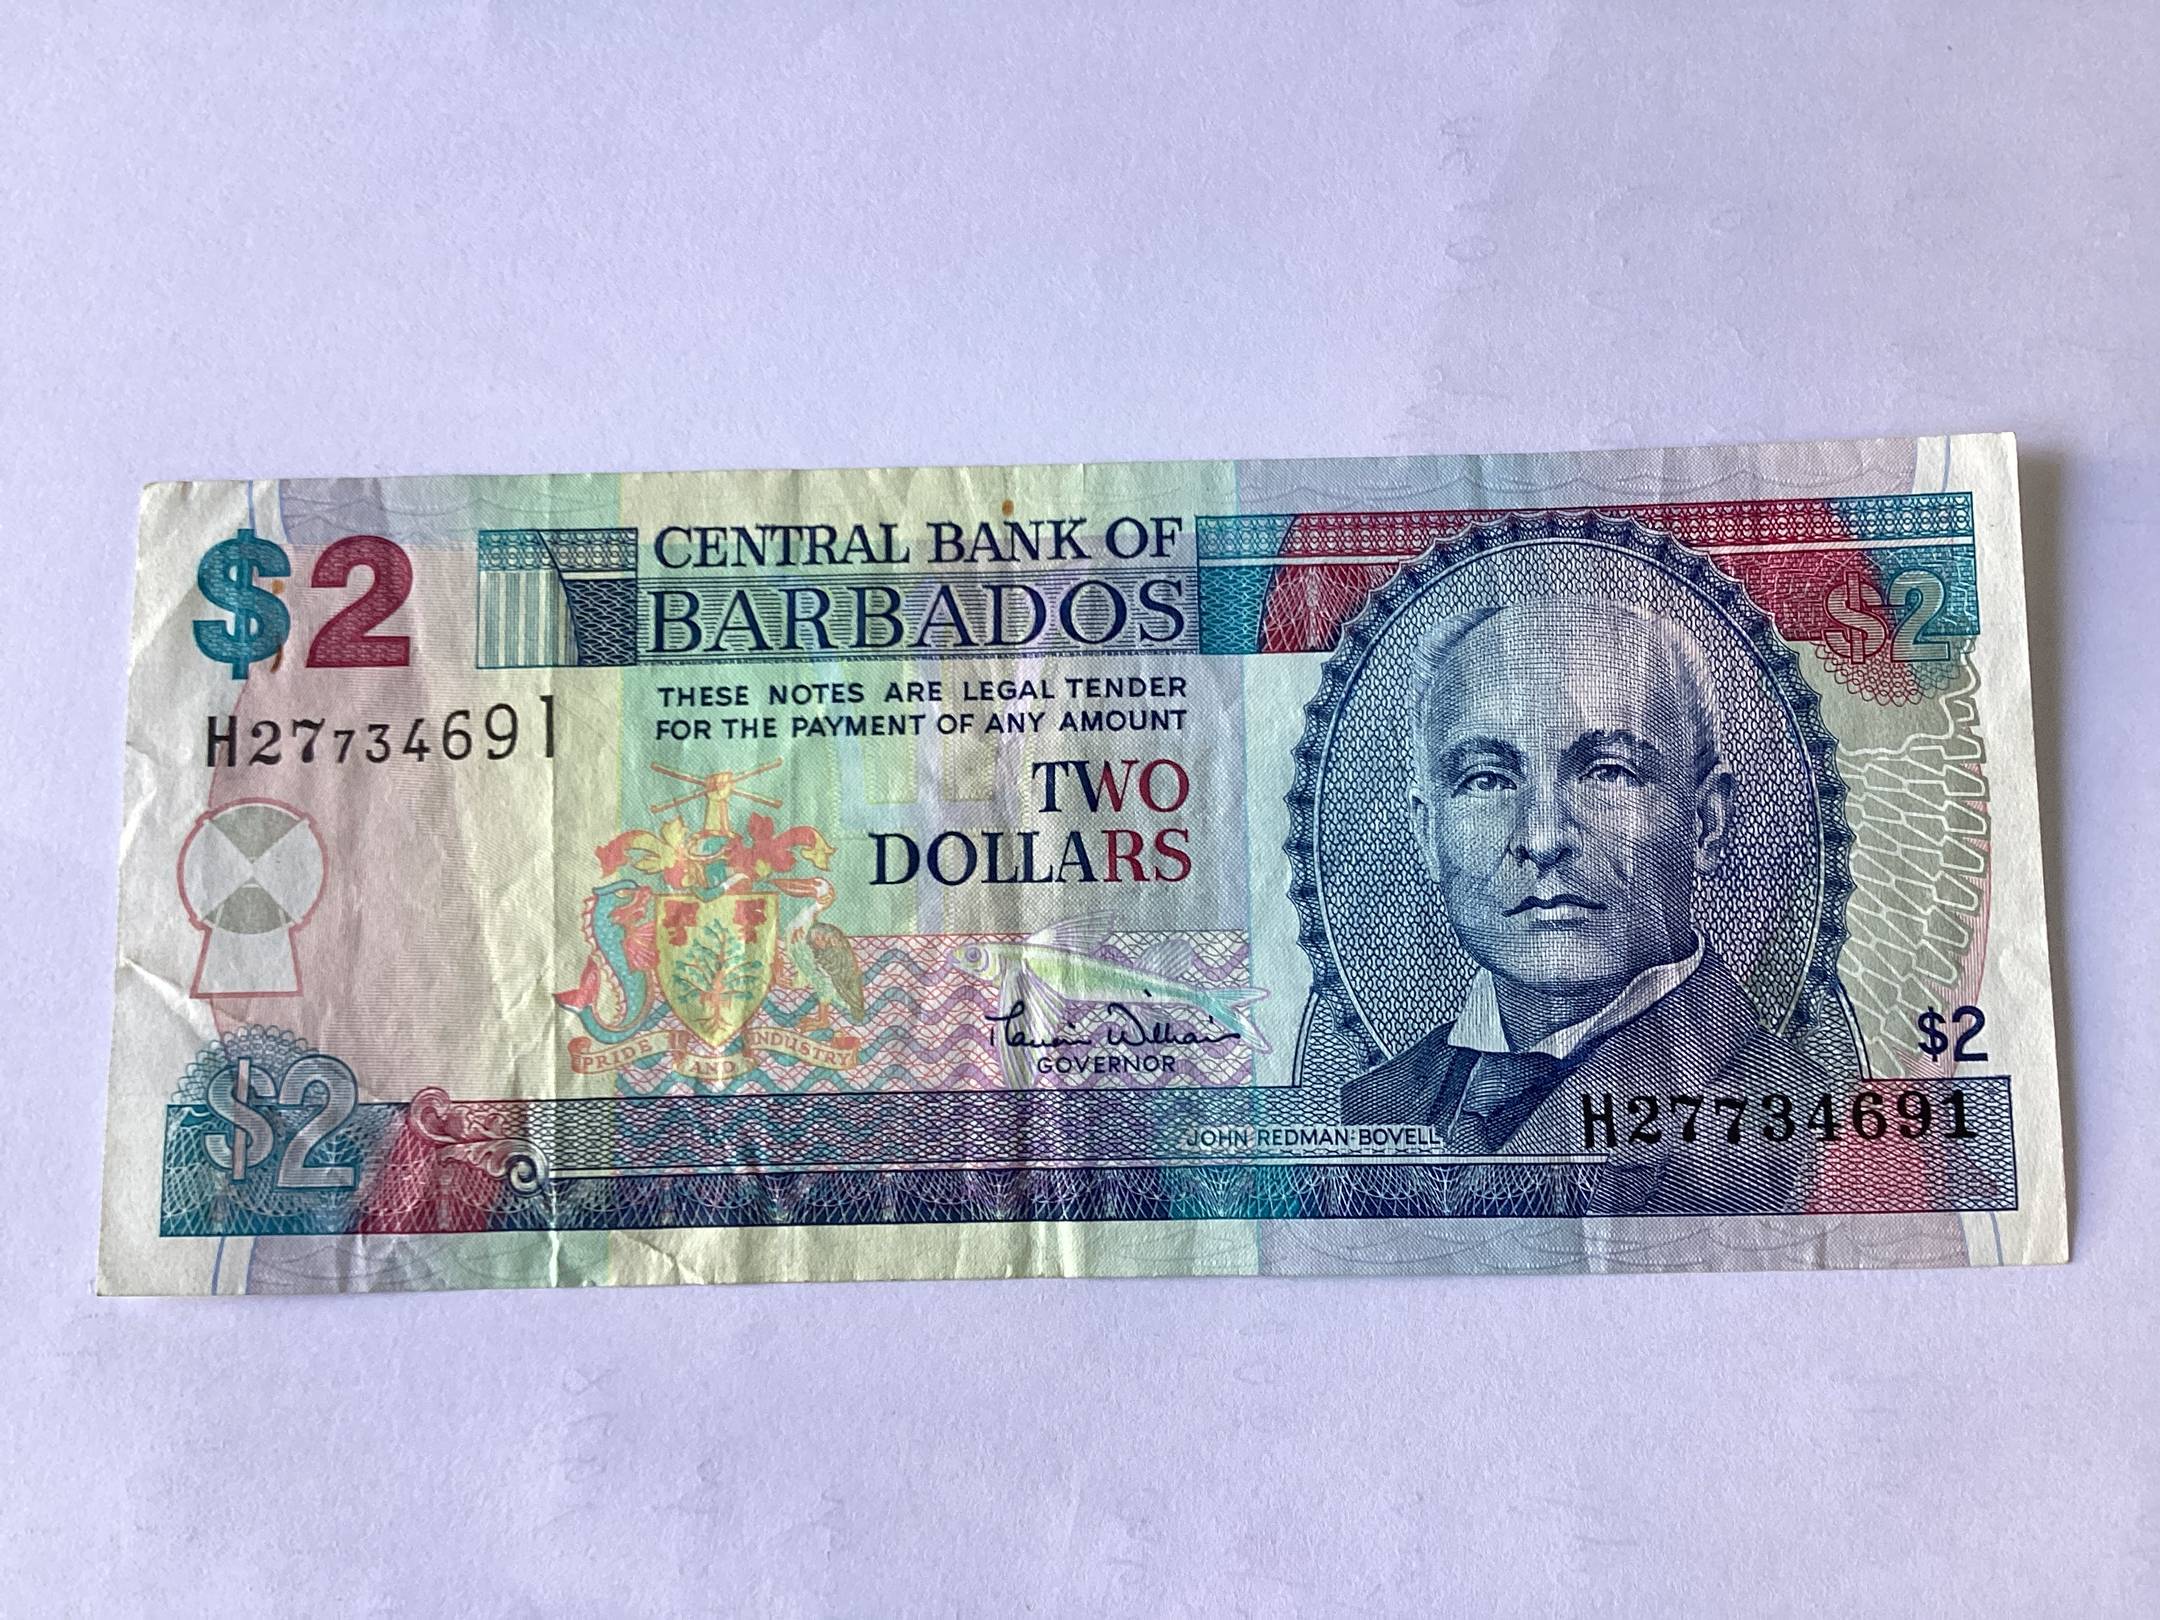 $2
CENTRAL BANK OF
BARBADOS
$2
THESE NOTES ARE LEGAL TENDER
FOR THE PAYMENT OF ANY AMOUNT
H27734691
TWO
DOLLARS
PRIDE AND INDUSTRY
GOVERNOR
$2
$2
JOHN REDMAN-BOVELL
H27734691